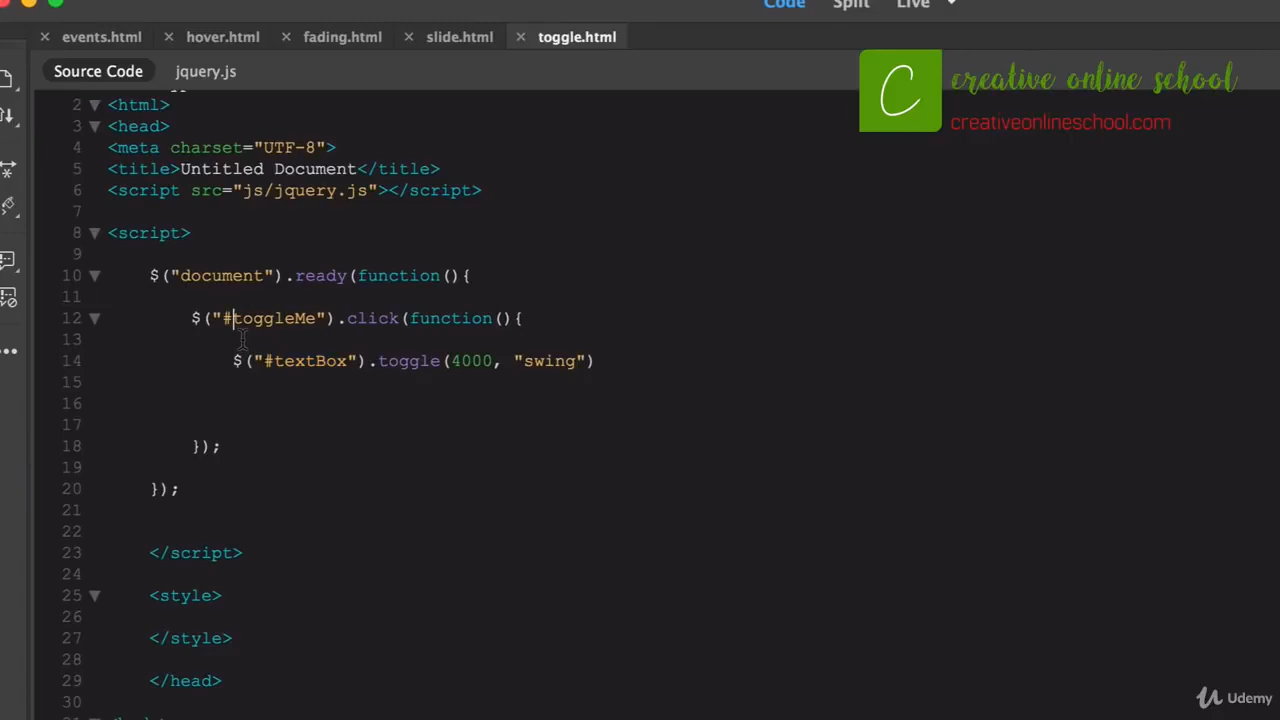 Code Split Live
events.html hover.html fading.html slide.html toggle.html
Source Code jquery.js
C creative online school
creativeonlineschool.com
2 <html>
3 <head>
4 <meta charset="UTF-8">
5 <title>Untitled Document</title>
6 <script src="js/jquery.js"></script>
7
8 <script>
9
10 $("document").ready(function(){
11
12 $("#toggleMe").click(function(){
13
14 $("#textBox").toggle(4000, "swing")
15
16
17
18 });
19
20 });
21
22
23 </script>
24
25 <style>
26
27 </style>
28
29 </head>
30
Udemy